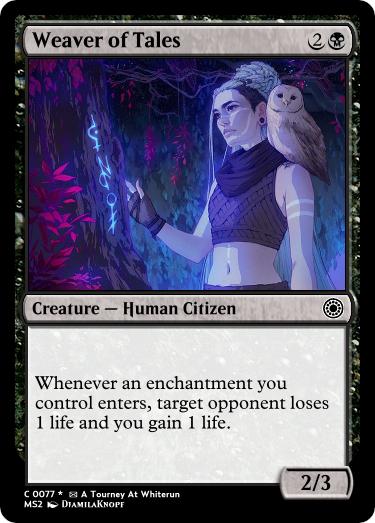 Weaver of Tales 2
Creature — Human Citizen
Whenever an enchantment you
control enters, target opponent loses
1 life and you gain 1 life.
2/3
C 0077 * ✉ A Tourney At Whiterun
MS2 DiamilaKnopf